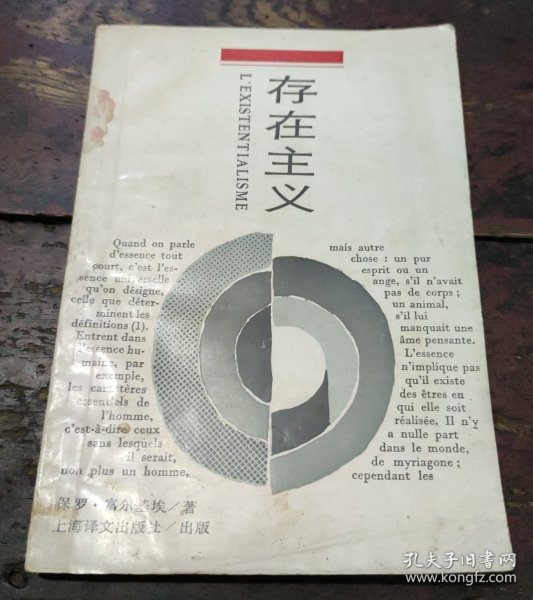 存在主义
L'EXISTENTIALISME
Quand on parle
d'essence tout
court, c'est l'es-
sence universelle
qu'on désigne,
celle que déter-
minent les
définitions (1).
Entrent dans
l'essence hu-
maine, par
exemple,
les caractères
essentiels de
l'homme,
c'est-à-dire ceux
sans lesquels
il serait,
non plus un homme,
mais autre
chose : un pur
esprit ou un
ange, s'il n'avait
pas de corps ;
un animal,
s'il lui
manquait une
âme pensante.
L'essence
n'implique pas
qu'il existe
des êtres en
qui elle soit
réalisée, Il n'y
a nulle part
dans le monde,
de myriagone ;
cependant les
保罗·富尔基埃/著
上海译文出版社/出版
孔夫子旧书网
www.kongfz.com